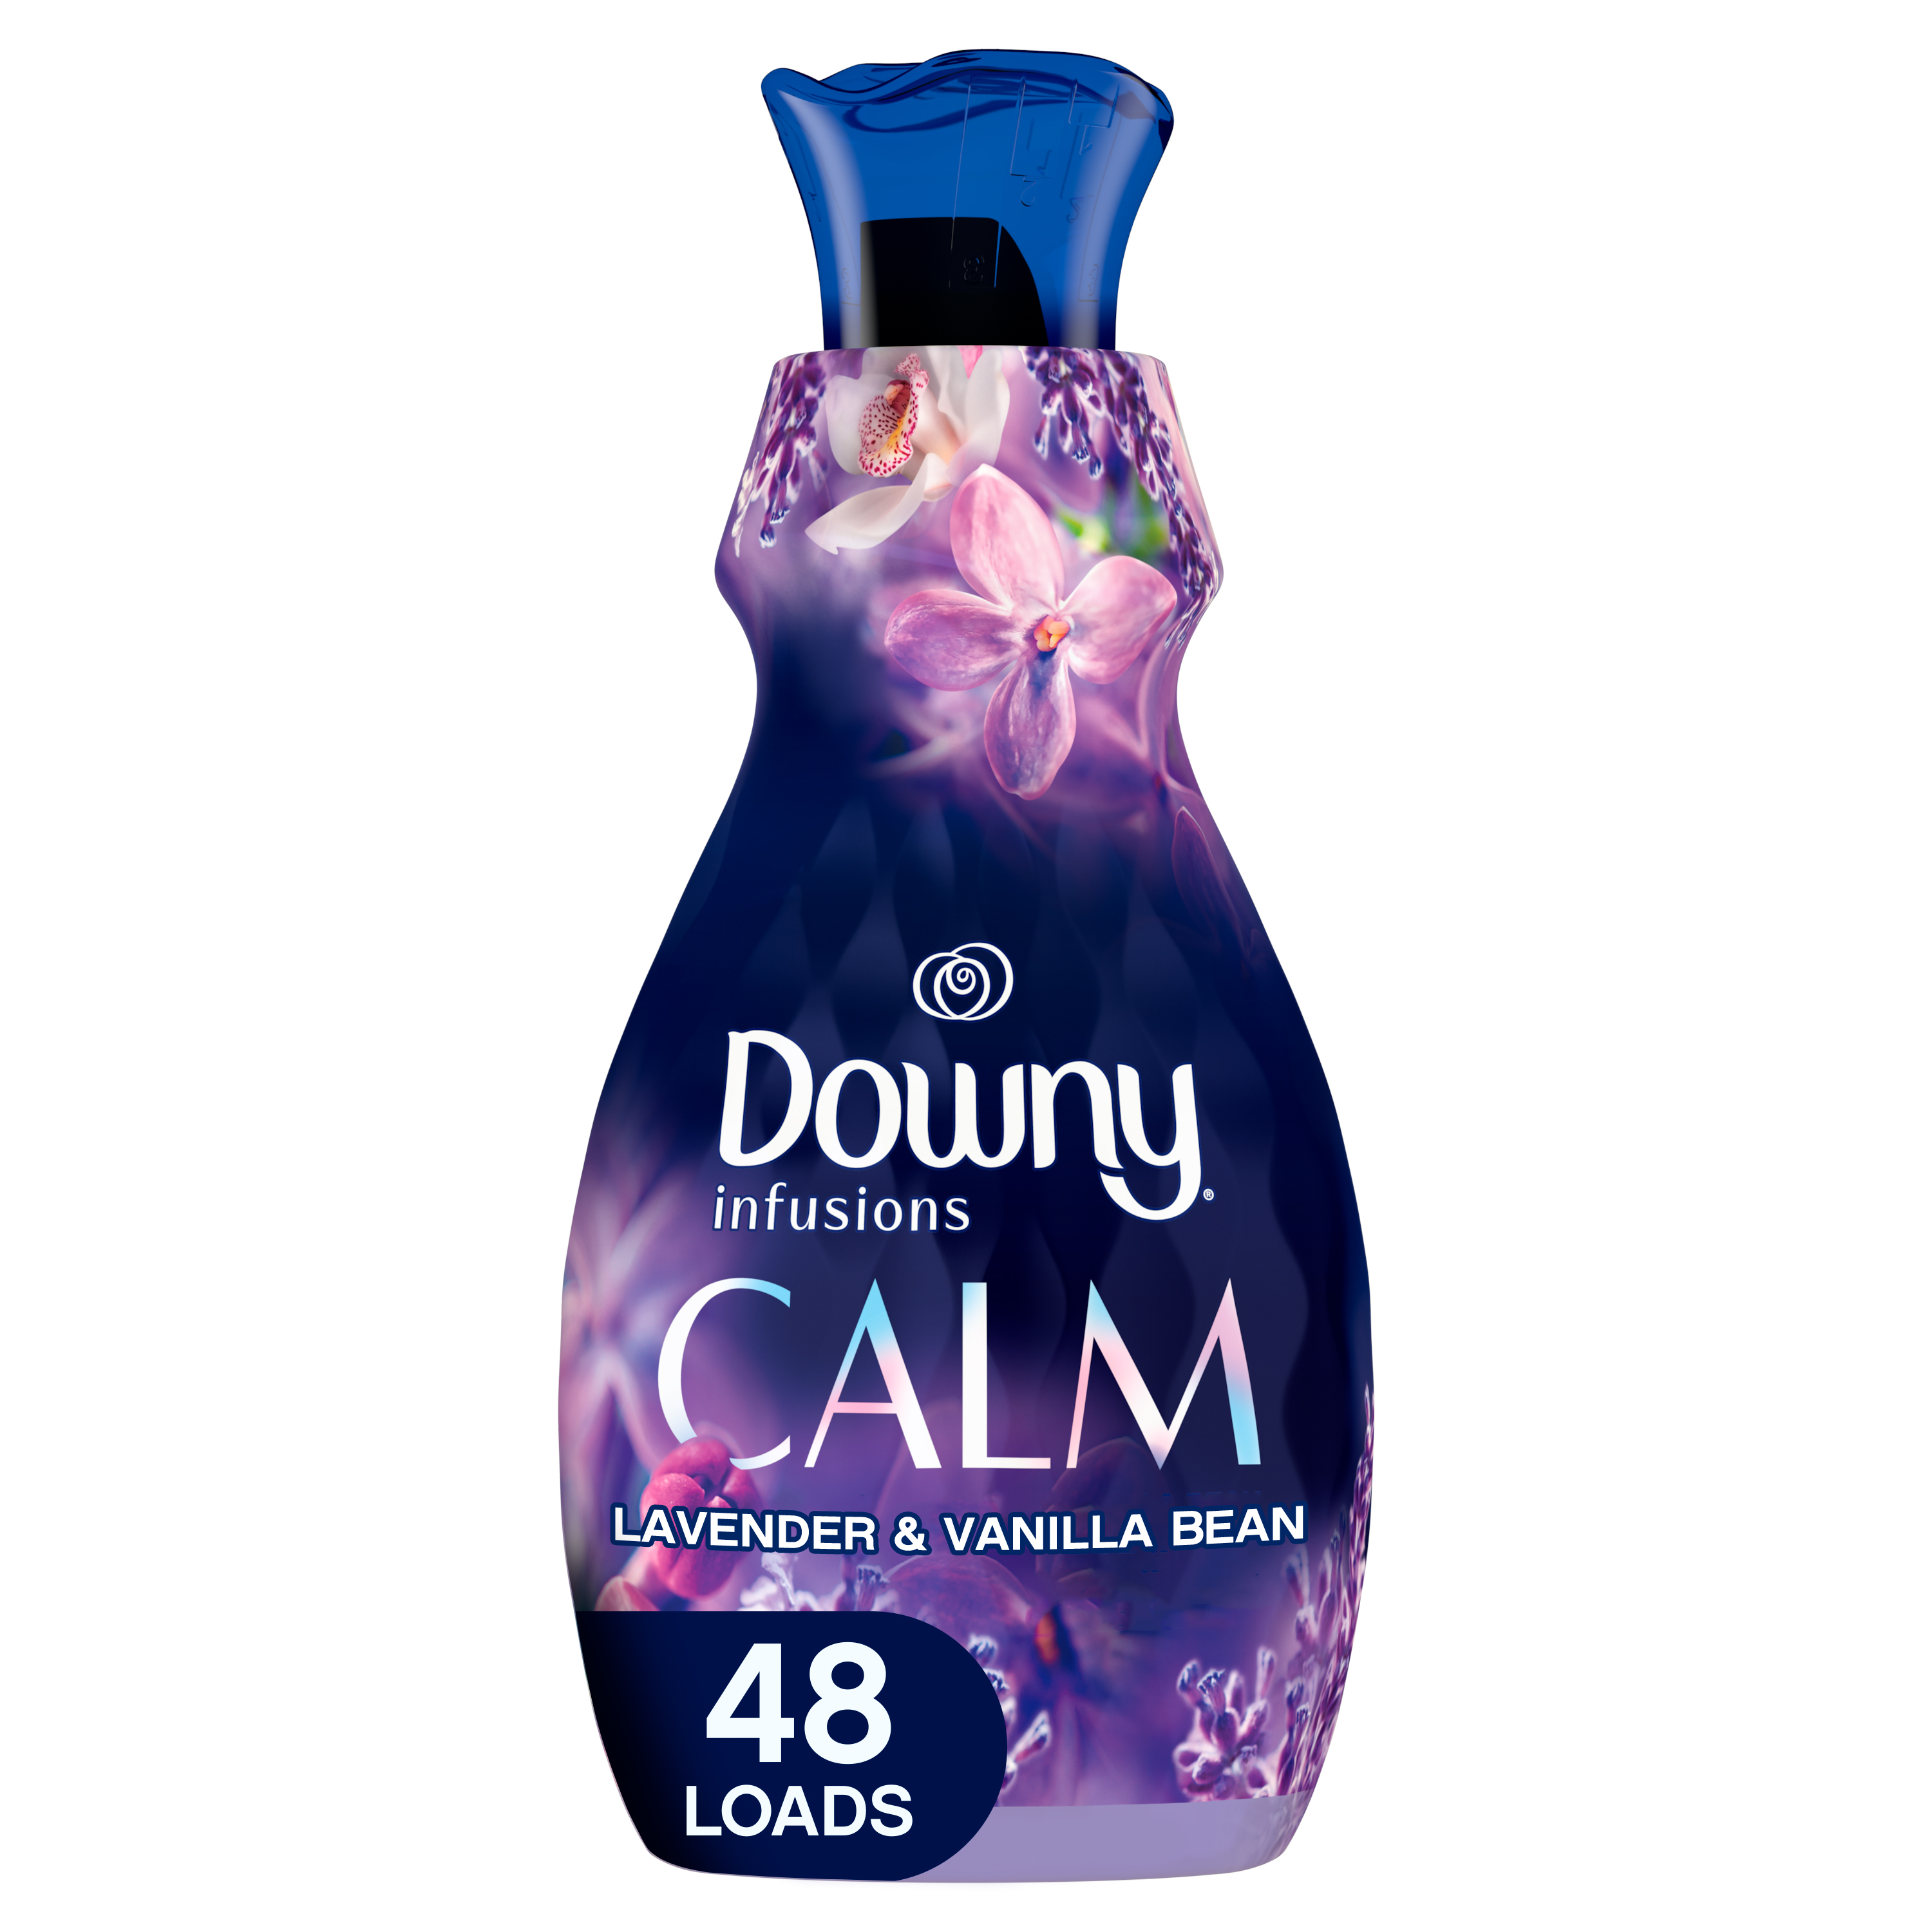 Downy®
infusions
CALM
LAVENDER & VANILLA BEAN
48
LOADS